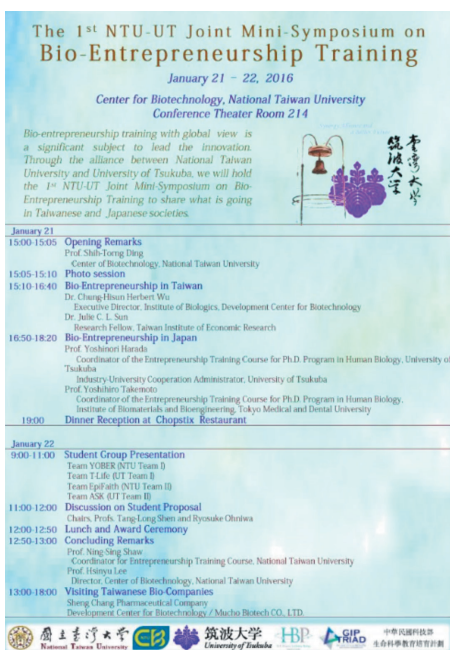 The 1st NTU-UT Joint Mini-Symposium on
Bio-Entrepreneurship Training
January 21 – 22, 2016
Center for Biotechnology, National Taiwan University
Conference Theater Room 214
Bio-entrepreneurship training with global view is
a significant subject to lead the innovation.
Through the alliance between National Taiwan
University and University of Tsukuba, we will hold
the 1st NTU-UT Joint Mini-Symposium on Bio-
Entrepreneurship Training to share what is going
in Taiwanese and Japanese societies.
臺灣大學
筑波大學
January 21
15:00-15:05 Opening Remarks
Prof. Shih-Torng Ding
Center of Biotechnology, National Taiwan University
15:05-15:10 Photo session
15:10-16:40 Bio-Entrepreneurship in Taiwan
Dr. Chung-Hisun Herbert Wu
Executive Director, Institute of Biologics, Development Center for Biotechnology
Dr. Julie C. L. Sun
Research Fellow, Taiwan Institute of Economic Research
16:50-18:20 Bio-Entrepreneurship in Japan
Prof. Yoshinori Harada
Coordinator of the Entrepreneurship Training Course for Ph.D. Program in Human Biology, University of
Tsukuba
Industry-University Cooperation Administrator, University of Tsukuba
Prof. Yoshihiro Takemoto
Coordinator of the Entrepreneurship Training Course for Ph.D. Program in Human Biology,
Institute of Biomaterials and Bioengineering, Tokyo Medical and Dental University
19:00 Dinner Reception at Chopstix Restaurant
January 22
9:00-11:00 Student Group Presentation
Team YOBER (NTU Team I)
Team T-Life (UT Team I)
Team EpiFaith (NTU Team II)
Team ASK (UT Team II)
11:00-12:00 Discussion on Student Proposal
Chairs, Profs. Tang-Long Shen and Ryosuke Ohniwa
12:00-12:50 Lunch and Award Ceremony
12:50-13:00 Concluding Remarks
Prof. Ning-Sing Shaw
Coordinator for Entrepreneurship Training Course, National Taiwan University
Prof. Hsinyu Lee
Director, Center of Biotechnology, National Taiwan University
13:00-18:00 Visiting Taiwanese Bio-Companies
Sheng Chang Pharmaceutical Company
Development Center for Biotechnology / Mucho Biotech CO., LTD.
國立臺灣大學
National Taiwan University
CB
筑波大学
University of Tsukuba
HBP
GIP
TRIAD
中華民國科技部
生命科學教育培育計劃